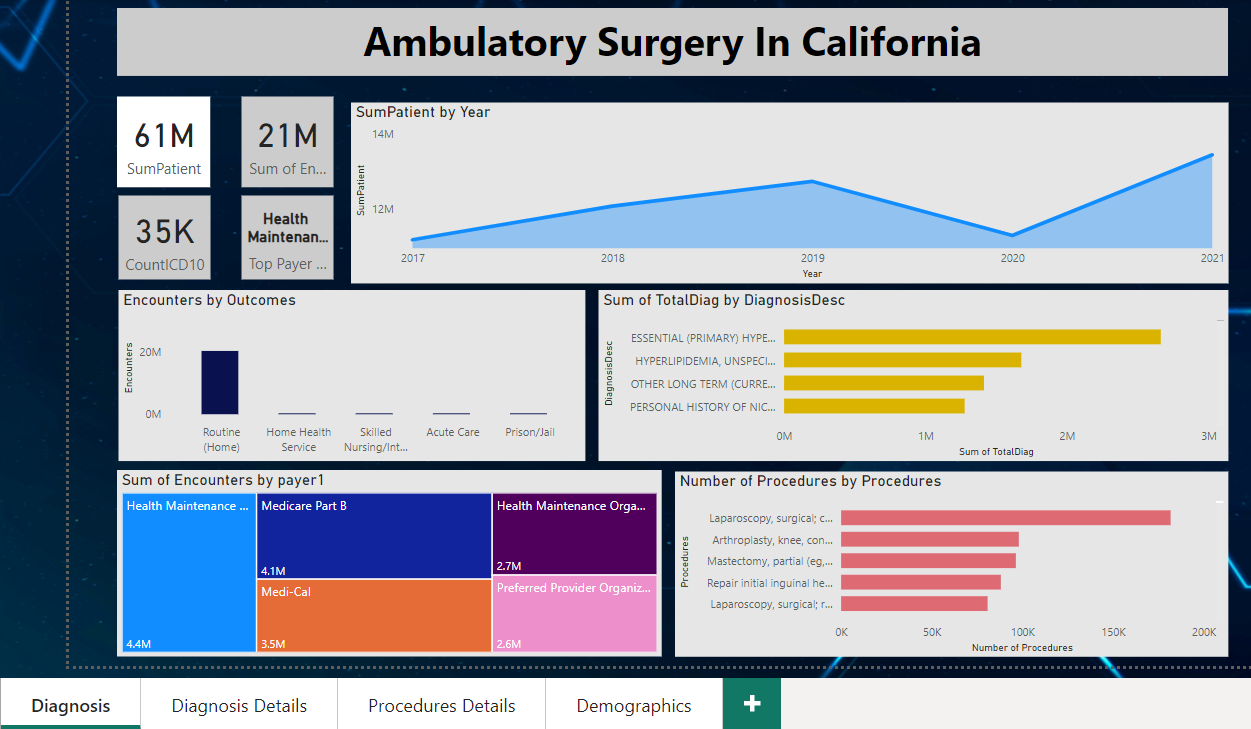 Ambulatory Surgery In California
61M
SumPatient
21M
Sum of En...
35K
CountICD10
Health
Maintenan...
Top Payer ...
SumPatient by Year
14M
12M
SumPatient
2017
2018
2019
2020
2021
Year
Encounters by Outcomes
Encounters
20M
0M
Routine
(Home)
Home Health
Service
Skilled
Nursing/Int...
Acute Care
Prison/Jail
Sum of TotalDiag by DiagnosisDesc
DiagnosisDesc
ESSENTIAL (PRIMARY) HYPE...
HYPERLIPIDEMIA, UNSPECI...
OTHER LONG TERM (CURRE...
PERSONAL HISTORY OF NIC...
0M
1M
2M
3M
Sum of TotalDiag
Sum of Encounters by payer1
Health Maintenance ...
4.4M
Medicare Part B
4.1M
Medi-Cal
3.5M
Health Maintenance Orga...
2.7M
Preferred Provider Organiz...
2.6M
Number of Procedures by Procedures
Procedures
Laparoscopy, surgical; c...
Arthroplasty, knee, con...
Mastectomy, partial (eg,...
Repair initial inguinal he...
Laparoscopy, surgical; r...
0K
50K
100K
150K
200K
Number of Procedures
Diagnosis
Diagnosis Details
Procedures Details
Demographics
+